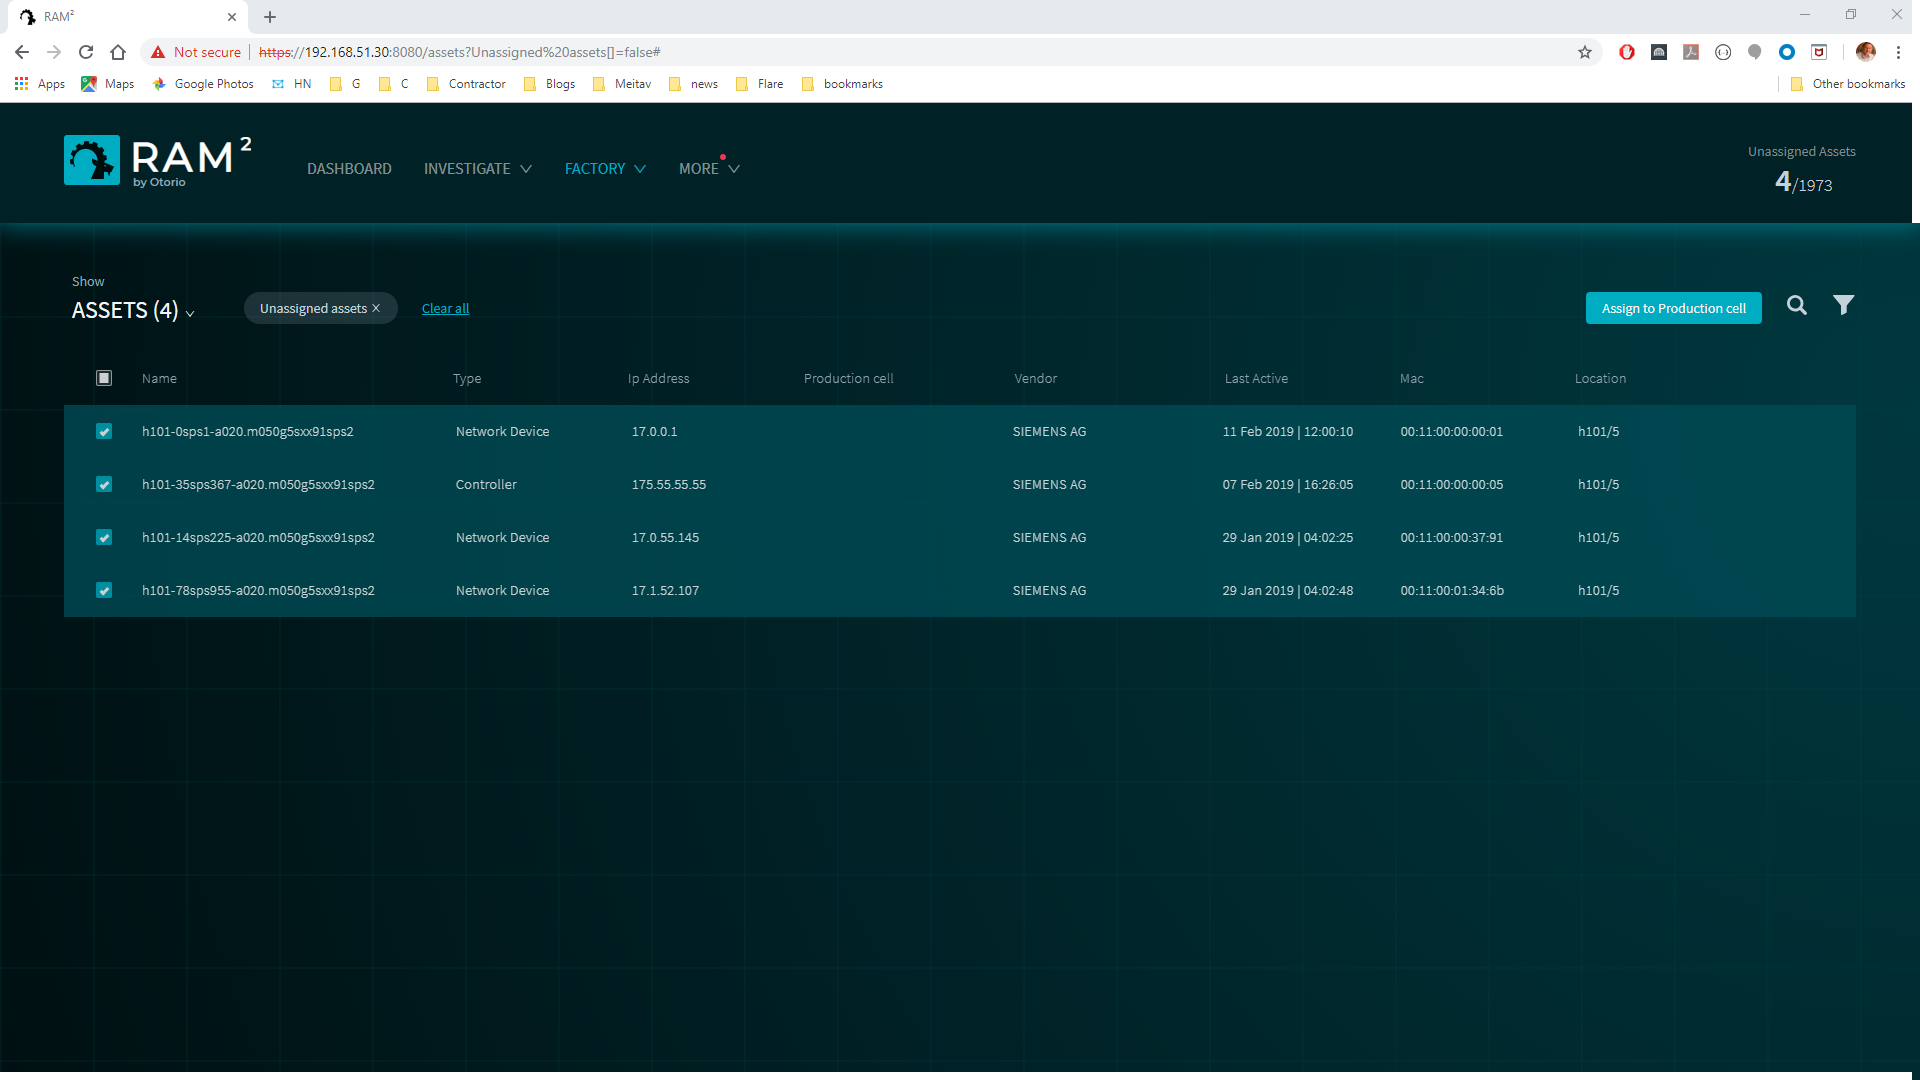 RAM²
Not secure | https://192.168.51.30:8080/assets?Unassigned%20assets[]=false#
Apps Maps Google Photos HN G C Contractor Blogs Meitav news Flare bookmarks Other bookmarks
RAM²
by Otorio
DASHBOARD INVESTIGATE FACTORY MORE
Unassigned Assets
4/1973
Show
ASSETS (4)
Unassigned assets × Clear all Assign to Production cell
Name Type Ip Address Production cell Vendor Last Active Mac Location
h101-0sps1-a020.m050g5sxx91sps2 Network Device 17.0.0.1 SIEMENS AG 11 Feb 2019 | 12:00:10 00:11:00:00:00:01 h101/5
h101-35sps367-a020.m050g5sxx91sps2 Controller 175.55.55.55 SIEMENS AG 07 Feb 2019 | 16:26:05 00:11:00:00:00:05 h101/5
h101-14sps225-a020.m050g5sxx91sps2 Network Device 17.0.55.145 SIEMENS AG 29 Jan 2019 | 04:02:25 00:11:00:00:37:91 h101/5
h101-78sps955-a020.m050g5sxx91sps2 Network Device 17.1.52.107 SIEMENS AG 29 Jan 2019 | 04:02:48 00:11:00:01:34:6b h101/5